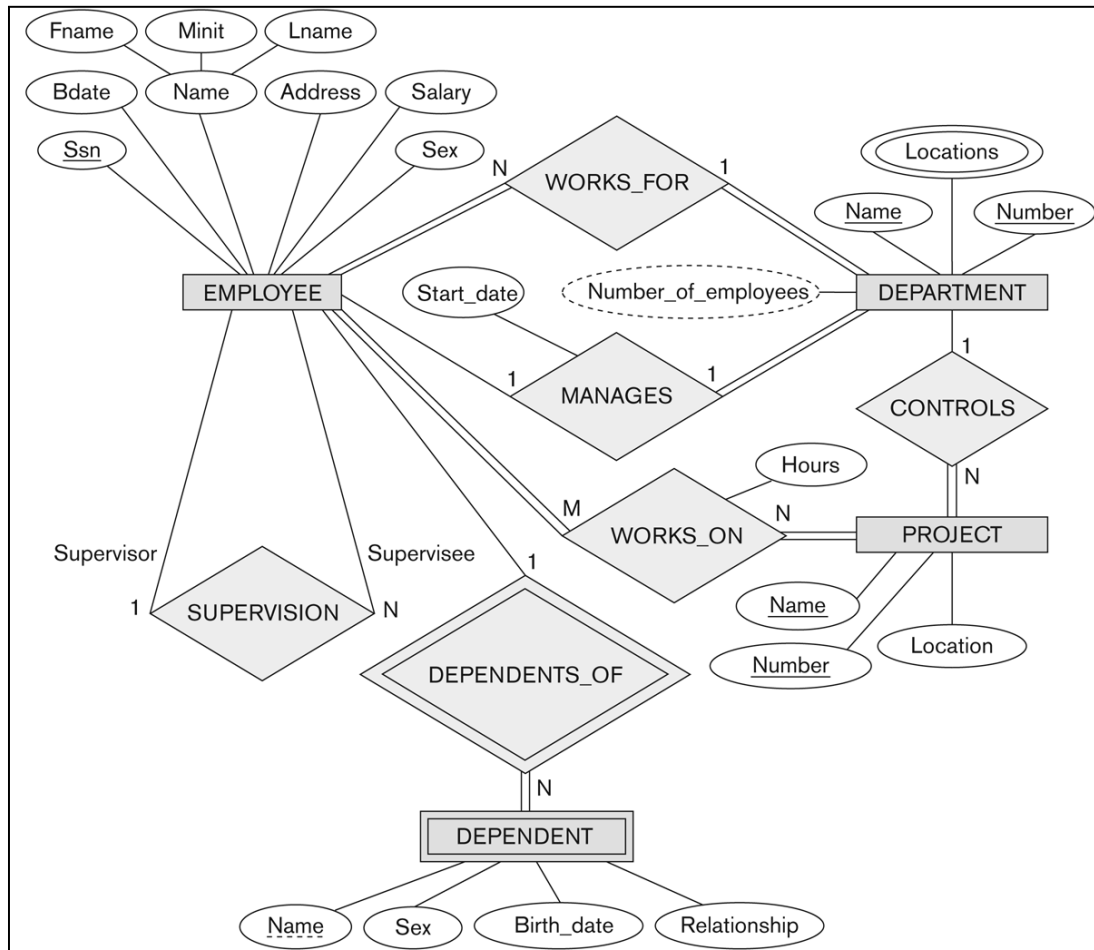 Fname
Minit
Lname
Bdate
Name
Address
Salary
Ssn
Sex
N
WORKS_FOR
1
Locations
Name
Number
EMPLOYEE
Start_date
Number_of_employees
DEPARTMENT
1
MANAGES
1
1
CONTROLS
N
Hours
M
WORKS_ON
N
PROJECT
Supervisor
Supervisee
1
SUPERVISION
N
1
Name
Number
Location
DEPENDENTS_OF
N
DEPENDENT
Name
Sex
Birth_date
Relationship